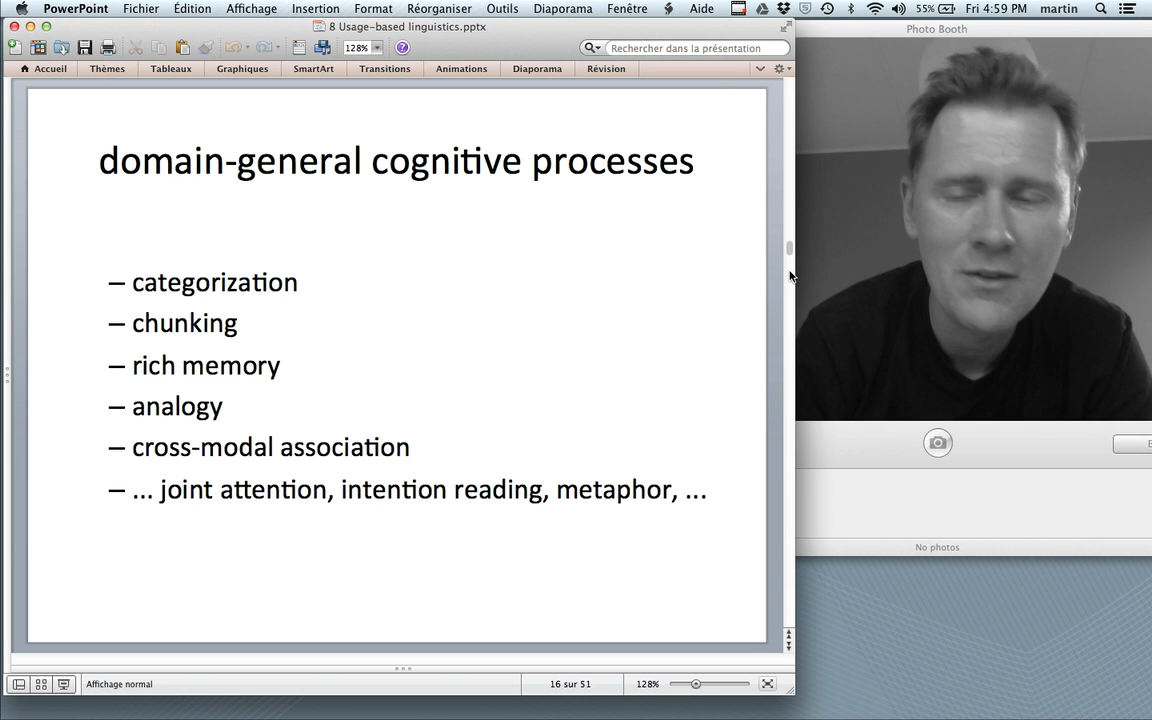 PowerPoint Fichier Édition Affichage Insertion Format Réorganiser Outils Diaporama Fenêtre Aide 55% Fri 4:59 PM martin
8 Usage-based linguistics.pptx
Photo Booth
128% Rechercher dans la présentation
Accueil Thèmes Tableaux Graphiques SmartArt Transitions Animations Diaporama Révision
domain-general cognitive processes
– categorization
– chunking
– rich memory
– analogy
– cross-modal association
– ... joint attention, intention reading, metaphor, ...
No photos
Affichage normal 16 sur 51 128%